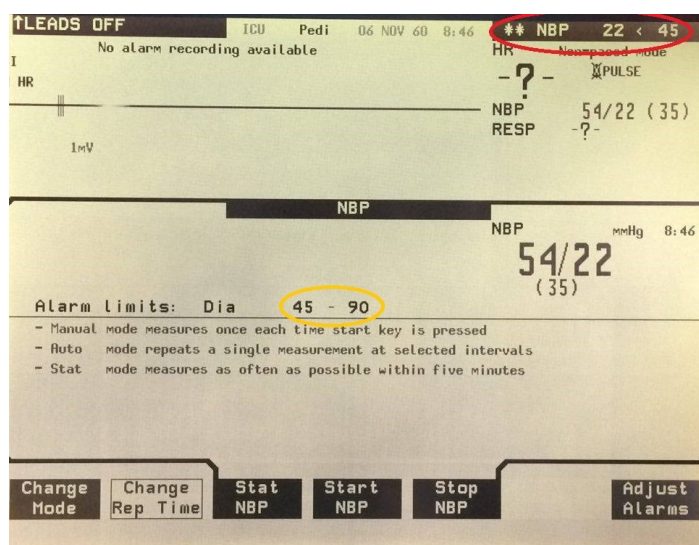 ↑LEADS OFF ICU Pedi 06 NOV 60 8:46 ** NBP 22 < 45
No alarm recording available HR Nonpaced mode
I
HR -?- PULSE
NBP 54/22 (35)
RESP -?-
1mV
NBP
NBP mmHg 8:46
54/22
(35)
Alarm limits: Dia 45 - 90
- Manual mode measures once each time start key is pressed
- Auto mode repeats a single measurement at selected intervals
- Stat mode measures as often as possible within five minutes
Change Change Stat Start Stop Adjust
Mode Rep Time NBP NBP NBP Alarms